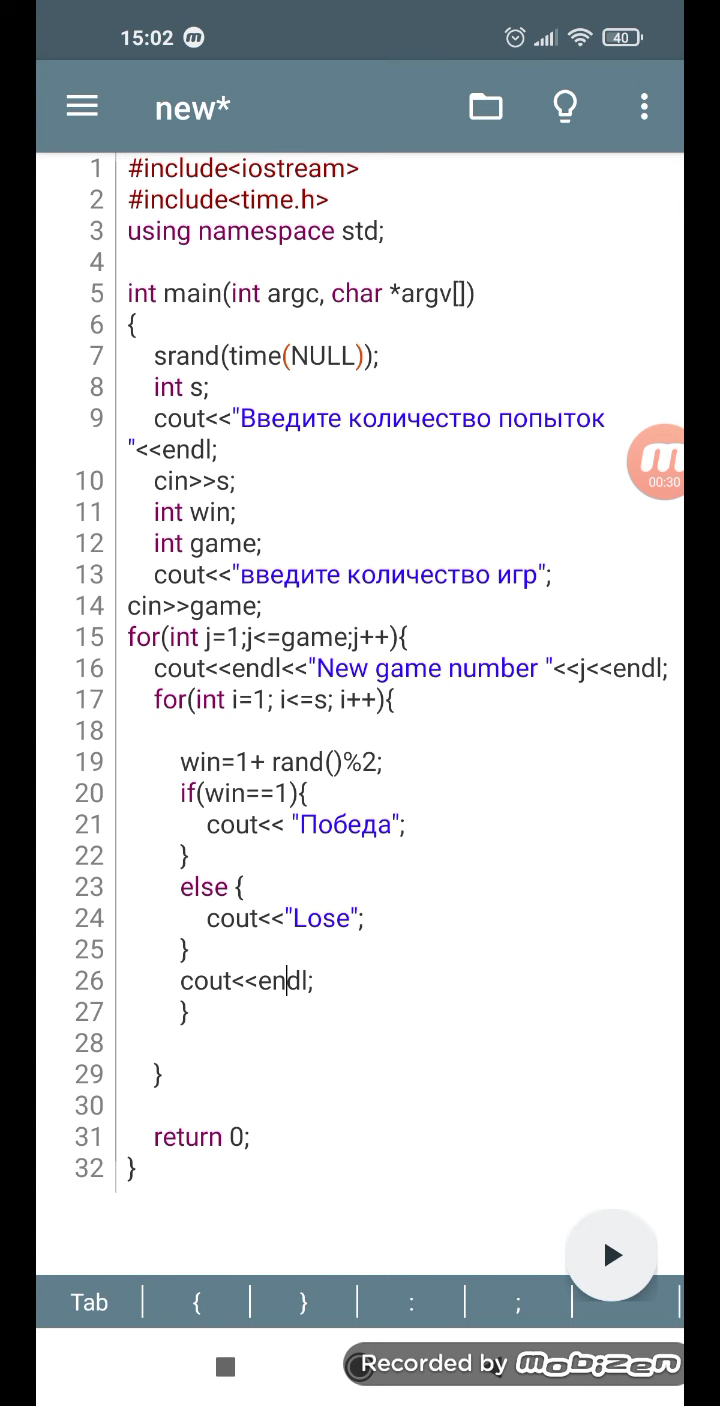 15:02 m 40
new*
1 #include<iostream>
2 #include<time.h>
3 using namespace std;
4
5 int main(int argc, char *argv[])
6 {
7 srand(time(NULL));
8 int s;
9 cout<<"Введите количество попыток
"<<endl;
m
00:30
10 cin>>s;
11 int win;
12 int game;
13 cout<<"введите количество игр";
14 cin>>game;
15 for(int j=1;j<=game;j++){
16 cout<<endl<<"New game number "<<j<<endl;
17 for(int i=1; i<=s; i++){
18
19 win=1+ rand()%2;
20 if(win==1){
21 cout<< "Победа";
22 }
23 else {
24 cout<<"Lose";
25 }
26 cout<<endl;
27 }
28
29 }
30
31 return 0;
32 }
Tab { } : ;
Recorded by mobizen